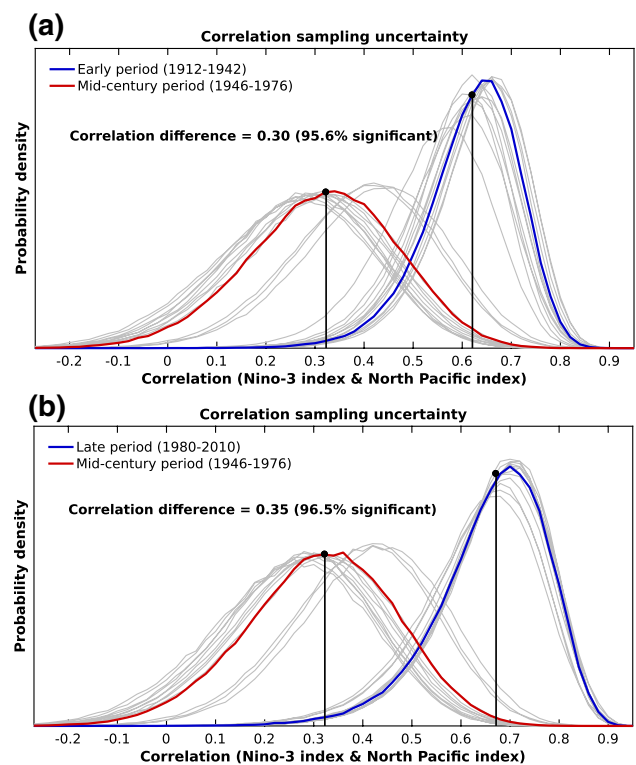 (a)
Correlation sampling uncertainty
Early period (1912-1942)
Mid-century period (1946-1976)
Correlation difference = 0.30 (95.6% significant)
Probability density
-0.2 -0.1 0 0.1 0.2 0.3 0.4 0.5 0.6 0.7 0.8 0.9
Correlation (Nino-3 index & North Pacific index)
(b)
Correlation sampling uncertainty
Late period (1980-2010)
Mid-century period (1946-1976)
Correlation difference = 0.35 (96.5% significant)
Probability density
-0.2 -0.1 0 0.1 0.2 0.3 0.4 0.5 0.6 0.7 0.8 0.9
Correlation (Nino-3 index & North Pacific index)